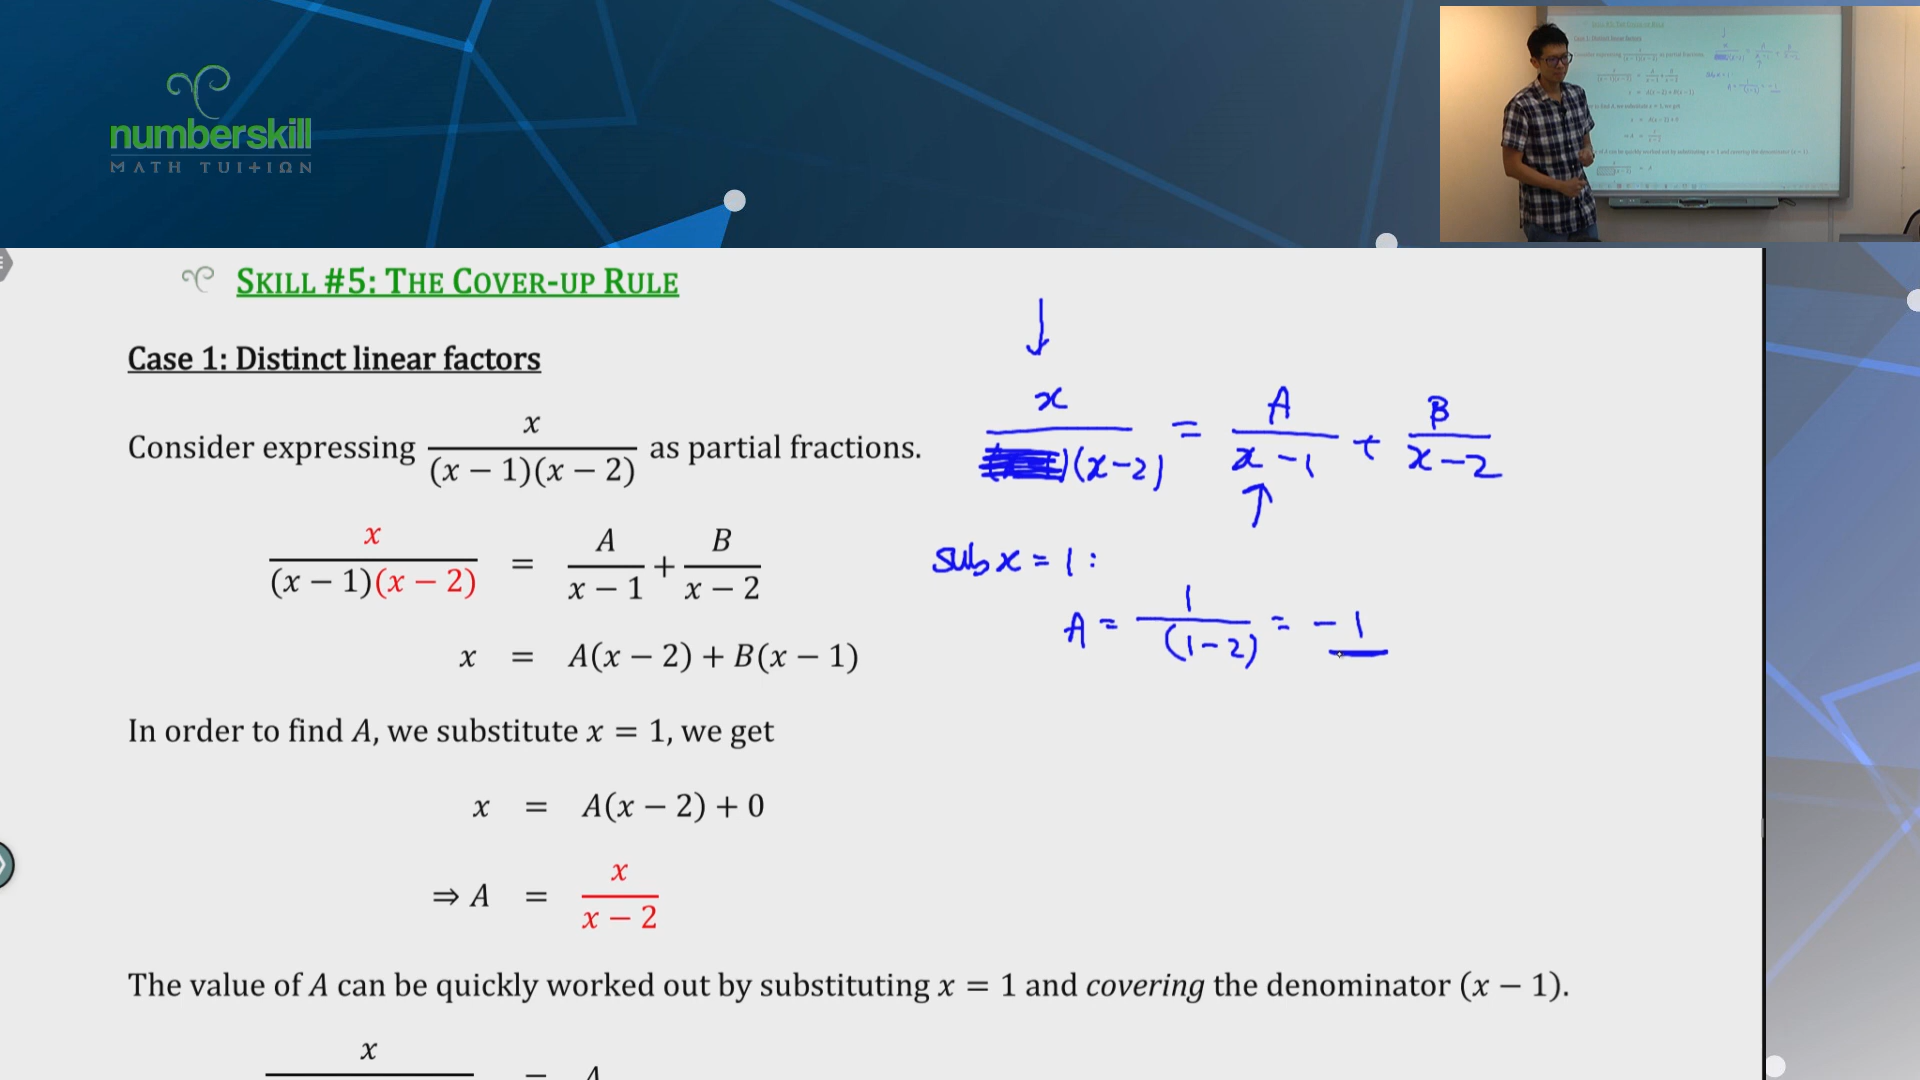 numberskill
MATH TUI+IΩN
SKILL #5: THE COVER-UP RULE
Case 1: Distinct linear factors
Consider expressing x / (x − 1)(x − 2) as partial fractions.
x / (x − 1)(x − 2) = A / x − 1 + B / x − 2
x = A(x − 2) + B(x − 1)
In order to find A, we substitute x = 1, we get
x = A(x − 2) + 0
⇒ A = x / x − 2
The value of A can be quickly worked out by substituting x = 1 and covering the denominator (x − 1).
x
= A
↓
x / )(x−2) = A / x−1 + B / x−2
↑
sub x = 1 :
A = 1 / (1−2) = −1